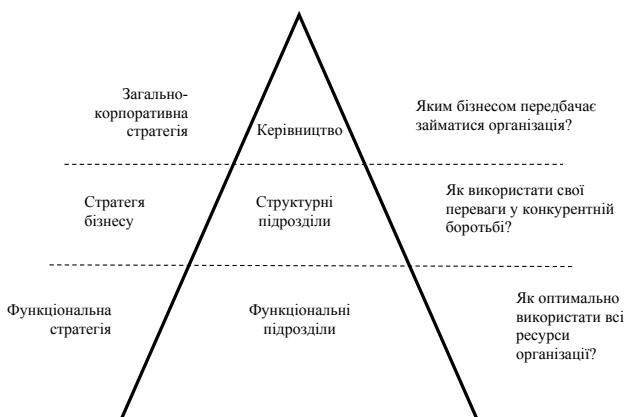 Загально-
корпоративна
стратегія
Керівництво
Яким бізнесом передбачає
займатися організація?
Стратегя
бізнесу
Структурні
підрозділи
Як використати свої
переваги у конкурентній
боротьбі?
Функціональна
стратегія
Функціональні
підрозділи
Як оптимально
використати всі
ресурси
організації?